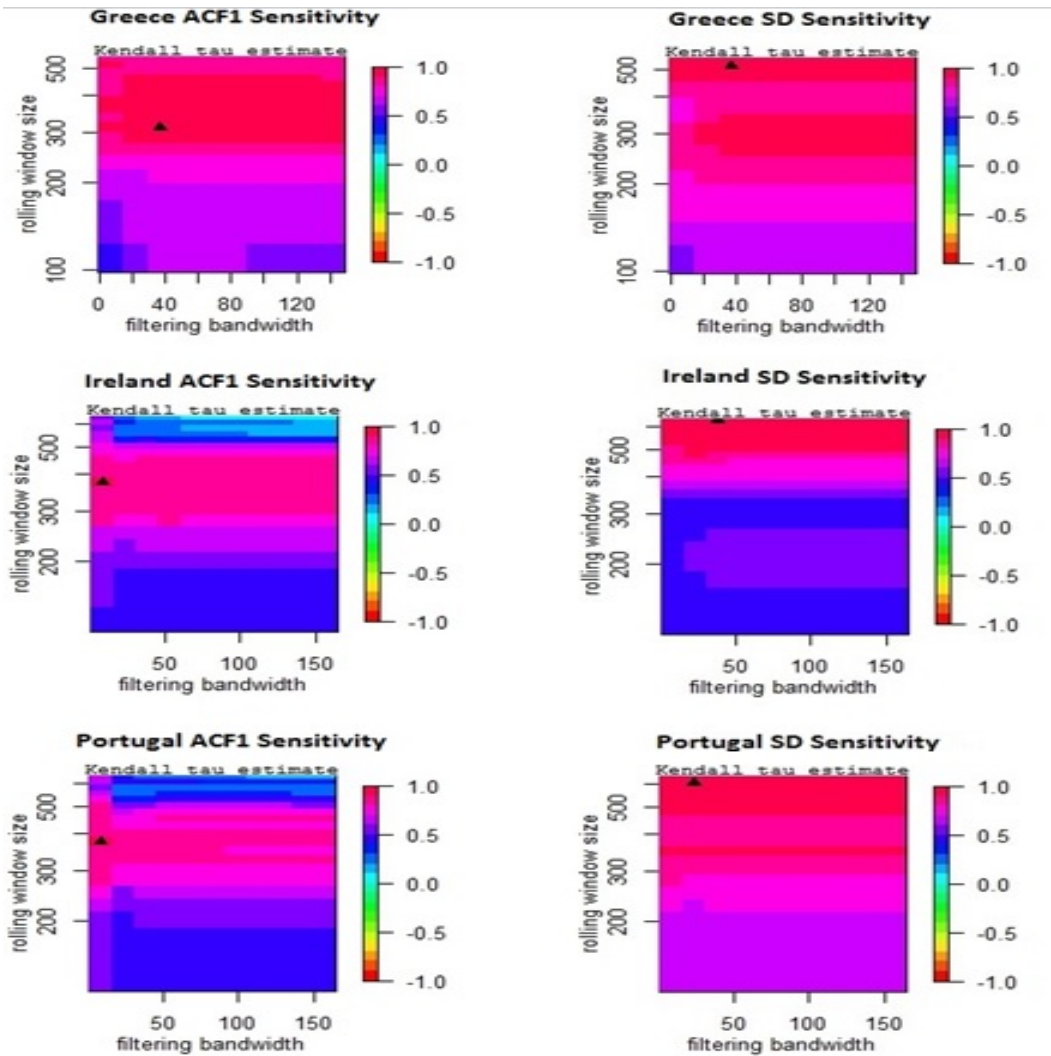 Greece ACF1 Sensitivity
Kendall tau estimate
rolling window size
500
300
200
100
0
40
80
120
filtering bandwidth
1.0
0.5
0.0
-0.5
-1.0
Greece SD Sensitivity
Kendall tau estimate
rolling window size
500
300
200
100
0
40
80
120
filtering bandwidth
1.0
0.5
0.0
-0.5
-1.0
Ireland ACF1 Sensitivity
Kendall tau estimate
rolling window size
500
300
200
50
100
150
filtering bandwidth
1.0
0.5
0.0
-0.5
-1.0
Ireland SD Sensitivity
Kendall tau estimate
rolling window size
500
300
200
50
100
150
filtering bandwidth
1.0
0.5
0.0
-0.5
-1.0
Portugal ACF1 Sensitivity
Kendall tau estimate
rolling window size
500
300
200
50
100
150
filtering bandwidth
1.0
0.5
0.0
-0.5
-1.0
Portugal SD Sensitivity
Kendall tau estimate
rolling window size
500
300
200
50
100
150
filtering bandwidth
1.0
0.5
0.0
-0.5
-1.0